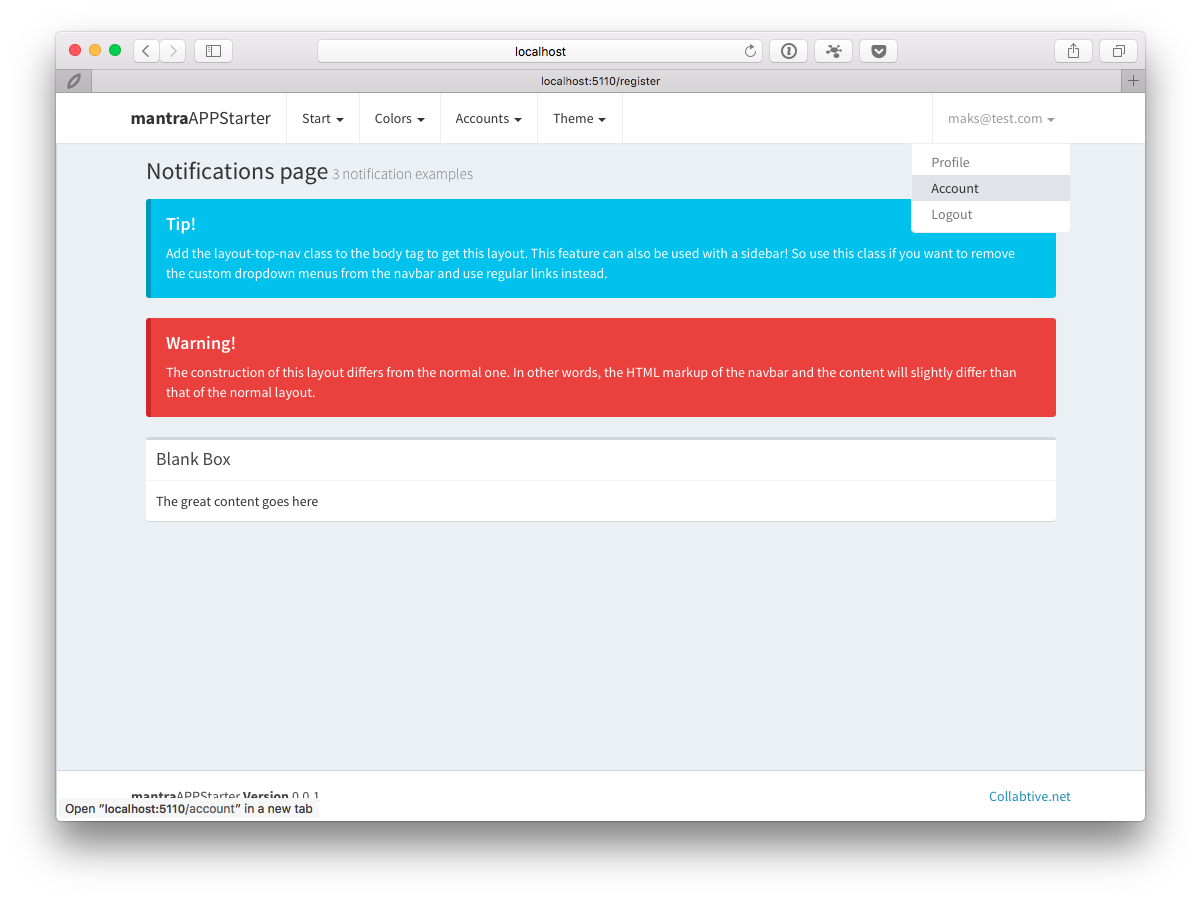 localhost
localhost:5110/register
mantraAPPStarter
Start
Colors
Accounts
Theme
maks@test.com
Profile
Account
Logout
Notifications page 3 notification examples
Tip!
Add the layout-top-nav class to the body tag to get this layout. This feature can also be used with a sidebar! So use this class if you want to remove
the custom dropdown menus from the navbar and use regular links instead.
Warning!
The construction of this layout differs from the normal one. In other words, the HTML markup of the navbar and the content will slightly differ than
that of the normal layout.
Blank Box
The great content goes here
mantraAPPStarter Version 0.0.1
Collabtive.net
Open “localhost:5110/account” in a new tab